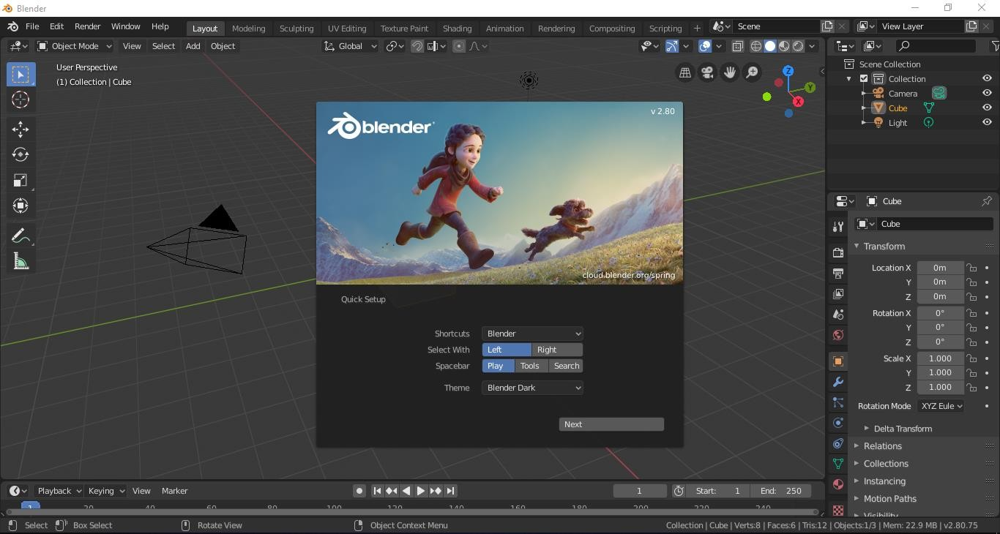 Blender
File Edit Render Window Help Layout Modeling Sculpting UV Editing Texture Paint Shading Animation Rendering Compositing Scripting + Scene View Layer
Object Mode View Select Add Object Global
User Perspective
(1) Collection | Cube
Z
Y
X
blender
v 2.80
cloud.blender.org/spring
Quick Setup
Shortcuts Blender
Select With Left Right
Spacebar Play Tools Search
Theme Blender Dark
Next
Scene Collection
Collection
Camera
Cube
Light
Cube
Cube
Transform
Location X 0m
Y 0m
Z 0m
Rotation X 0°
Y 0°
Z 0°
Scale X 1.000
Y 1.000
Z 1.000
Rotation Mode XYZ Eule
Delta Transform
Relations
Collections
Instancing
Motion Paths
Visibility
Playback Keying View Marker 1 Start: 1 End: 250
1 20 40 60 80 100 120 140 160 180 200 220 240
Select Box Select Rotate View Object Context Menu Collection | Cube | Verts:8 | Faces:6 | Tris:12 | Objects:1/3 | Mem: 22.9 MB | v2.80.75